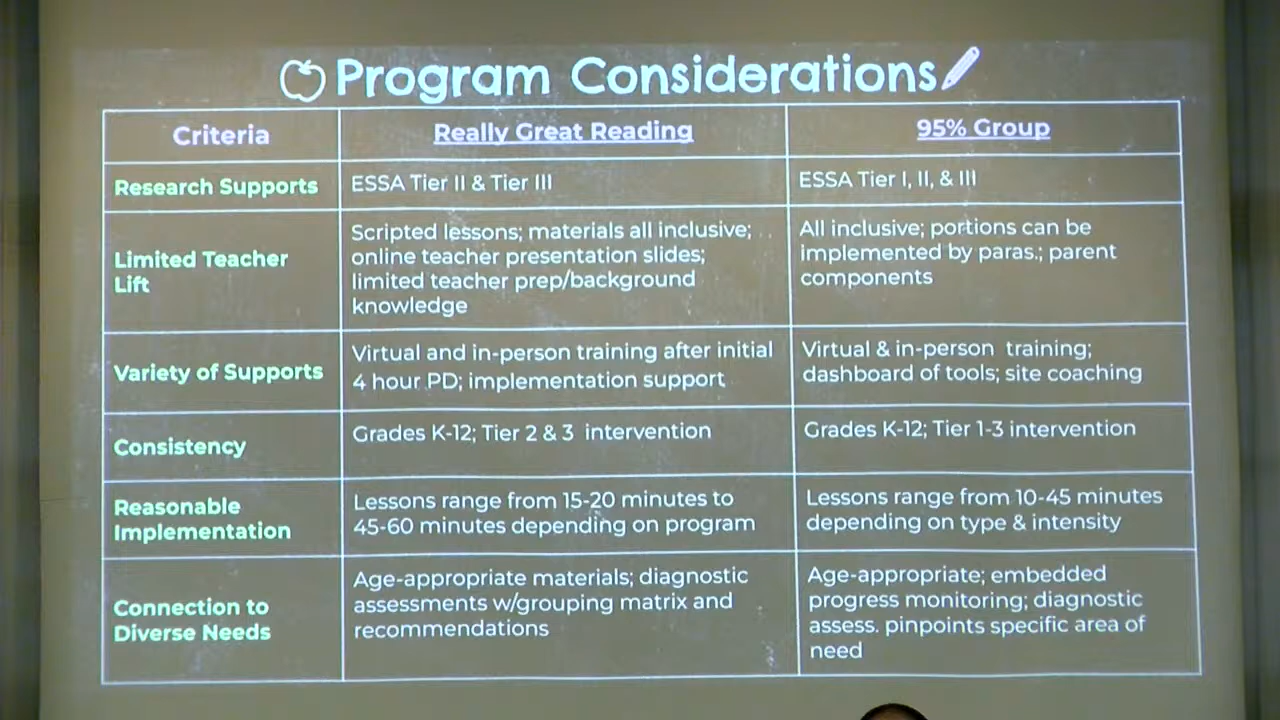 Program Considerations
Criteria
Really Great Reading
95% Group
Research Supports
ESSA Tier II & Tier III
ESSA Tier I, II, & III
Limited Teacher
Lift
Scripted lessons; materials all inclusive;
online teacher presentation slides;
limited teacher prep/background
knowledge
All inclusive; portions can be
implemented by paras.; parent
components
Variety of Supports
Virtual and in-person training after initial
4 hour PD; implementation support
Virtual & in-person training;
dashboard of tools; site coaching
Consistency
Grades K-12; Tier 2 & 3 intervention
Grades K-12; Tier 1-3 intervention
Reasonable
Implementation
Lessons range from 15-20 minutes to
45-60 minutes depending on program
Lessons range from 10-45 minutes
depending on type & intensity
Connection to
Diverse Needs
Age-appropriate materials; diagnostic
assessments w/grouping matrix and
recommendations
Age-appropriate; embedded
progress monitoring; diagnostic
assess. pinpoints specific area of
need